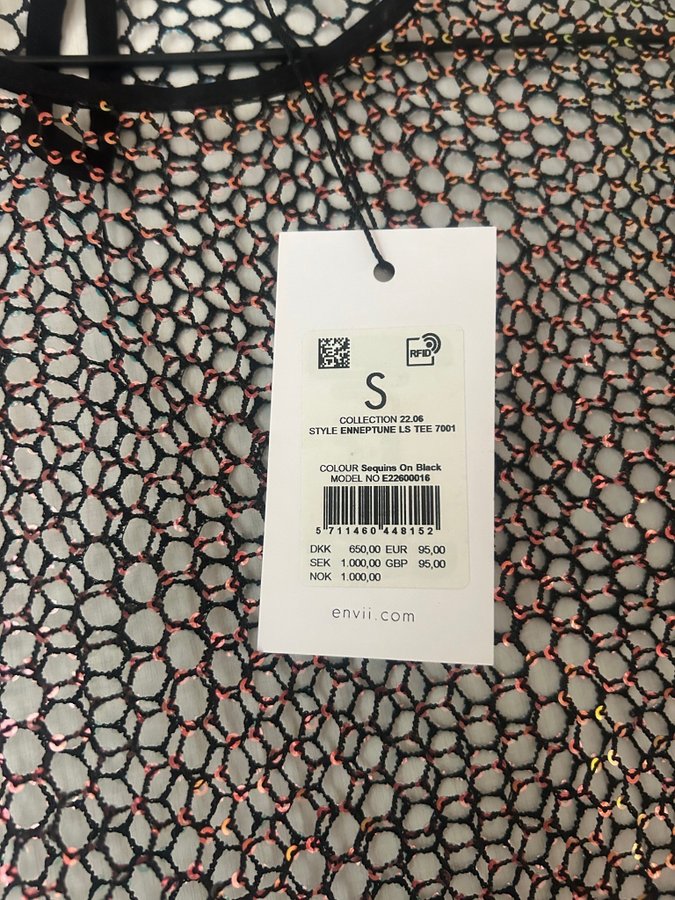 RFID
S
COLLECTION 22.06
STYLE ENNEPTUNE LS TEE 7001
COLOUR Sequins On Black
MODEL NO E22600016
5 711460 448152
DKK 650,00 EUR 95,00
SEK 1.000,00 GBP 95,00
NOK 1.000,00
envii.com